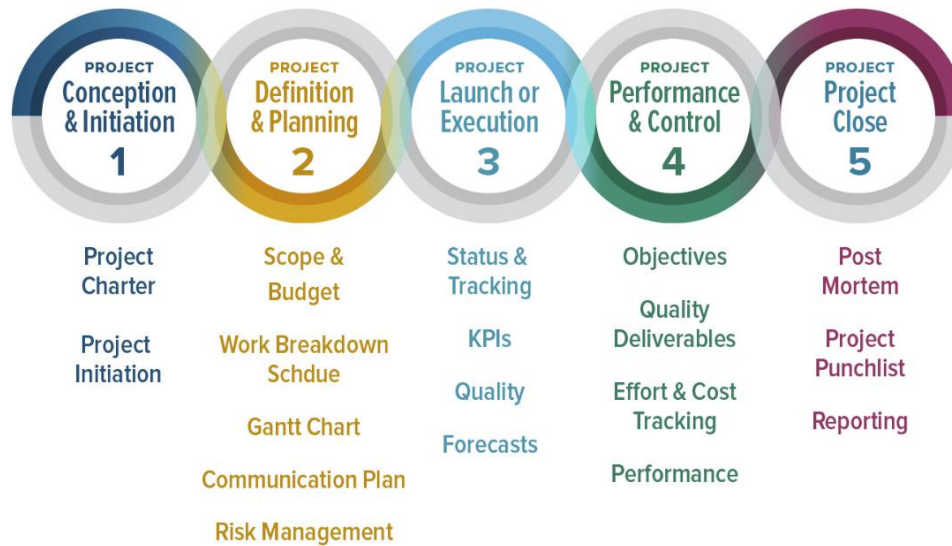 PROJECT
Conception
& Initiation
1
PROJECT
Definition
& Planning
2
PROJECT
Launch or
Execution
3
PROJECT
Performance
& Control
4
PROJECT
Project
Close
5
Project
Charter
Project
Initiation
Scope &
Budget
Work Breakdown
Schdue
Gantt Chart
Communication Plan
Risk Management
Status &
Tracking
KPIs
Quality
Forecasts
Objectives
Quality
Deliverables
Effort & Cost
Tracking
Performance
Post
Mortem
Project
Punchlist
Reporting